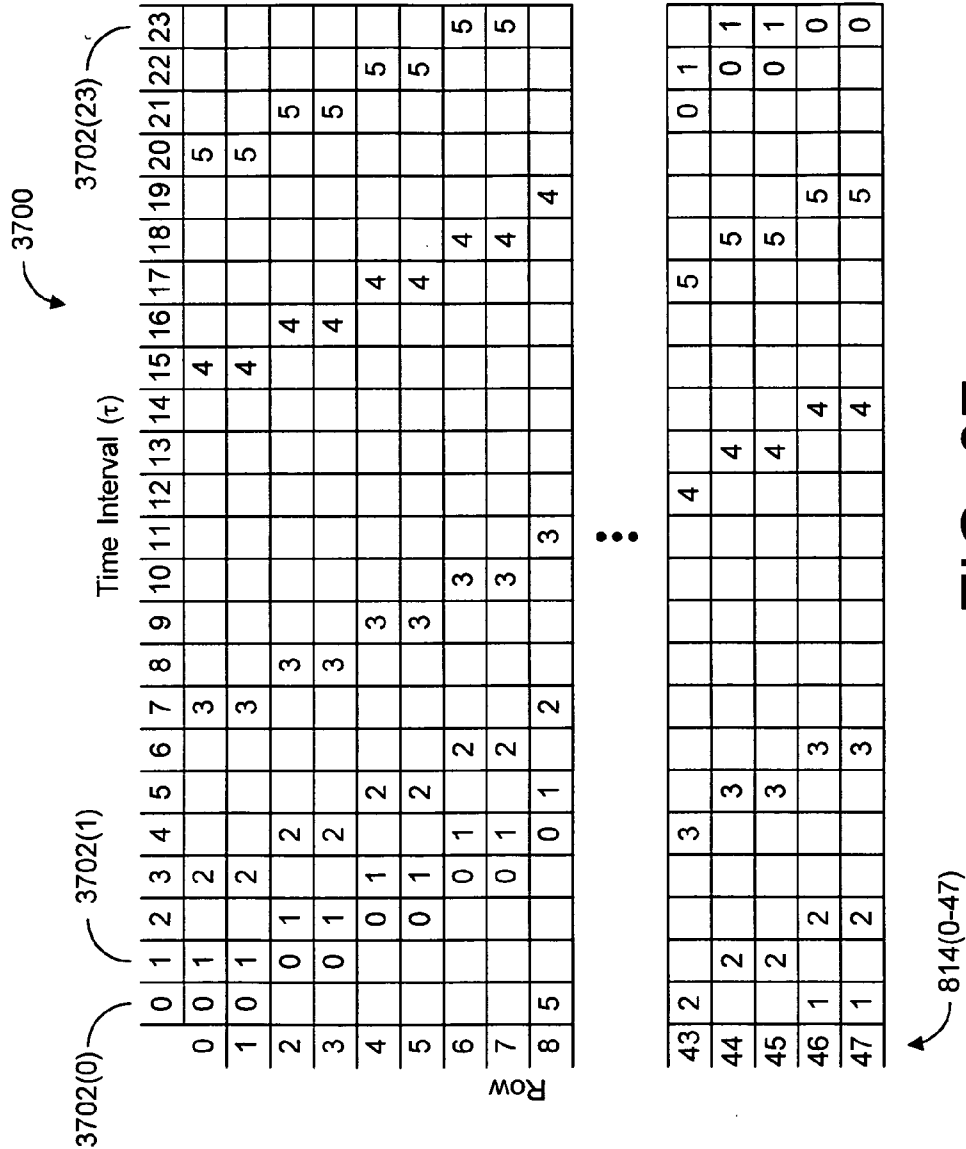 3700
3702(0)
3702(1)
3702(23)
Time Interval (τ)
0 1 2 3 4 5 6 7 8 9 10 11 12 13 14 15 16 17 18 19 20 21 22 23
Row
0 0 1 2 3 4 5
1 0 1 2 3 4 5
2 0 1 2 3 4 5
3 0 1 2 3 4 5
4 0 1 2 3 4 5
5 0 1 2 3 4 5
6 0 1 2 3 4 5
7 0 1 2 3 4 5
8 5 0 1 2 3 4
43 2 3 4 5 0 1
44 2 3 4 5 0 1
45 2 3 4 5 0 1
46 1 2 3 4 5 0
47 1 2 3 4 5 0
814(0-47)